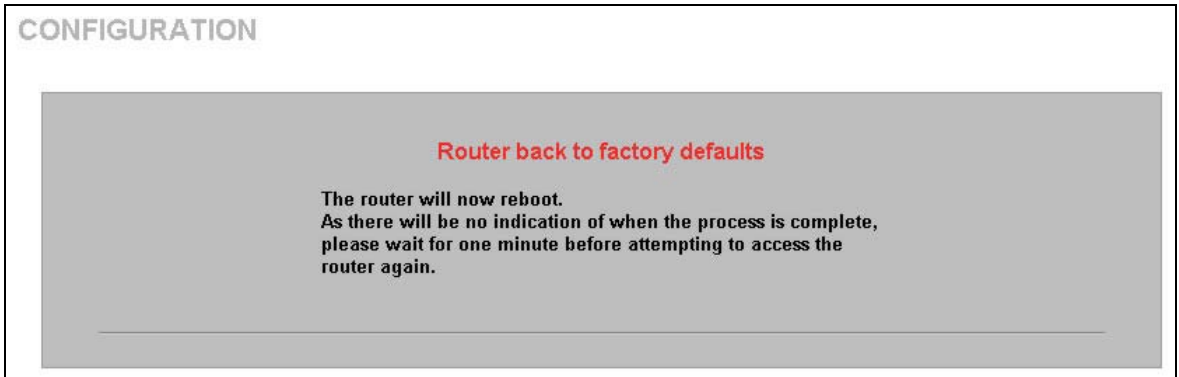 CONFIGURATION
Router back to factory defaults
The router will now reboot.
As there will be no indication of when the process is complete,
please wait for one minute before attempting to access the
router again.